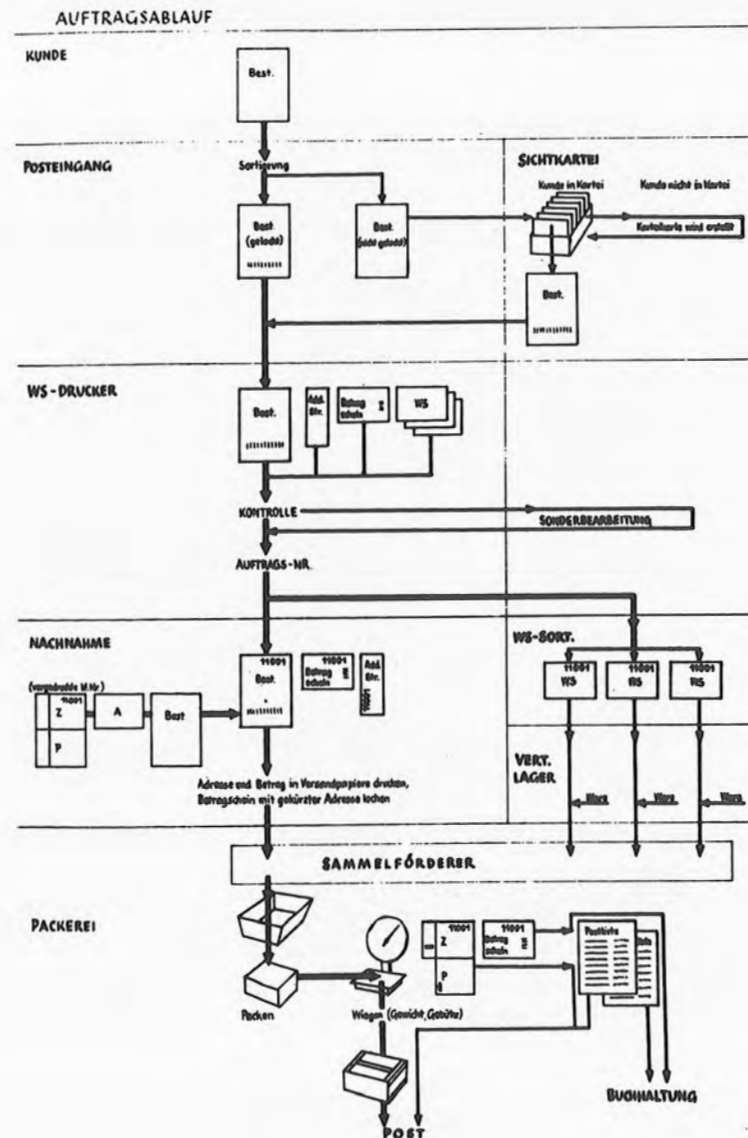 AUFTRAGSABLAUF
KUNDE
Best.
POSTEINGANG
Sortierung
SICHTKARTEI
Kunde in Kartei
Kunde nicht in Kartei
Best.
(gelocht)
Best.
(nicht gelocht)
Karteikarte wird erstellt
Best.
WS-DRUCKER
Best.
Add.
Str.
Betrag
schein
WS
KONTROLLE
SONDERBEARBEITUNG
AUFTRAGS-NR.
NACHNAHME
WS-SORT.
11001
Best.
11001
Betrag
schein
Add.
Str.
11001
11001
WS
11001
WS
11001
WS
11001
Z
P
A
Best
VERT.
LAGER
Ware
Ware
Ware
Adresse und Betrag in Versandpapiere drucken,
Betragschein mit gekürzter Adresse lochen
SAMMELFÖRDERER
PACKEREI
11001
Z
P
11001
Betrag
schein
Postliste
Packen
Wiegen (Gewicht, Gebühr)
BUCHHALTUNG
POST